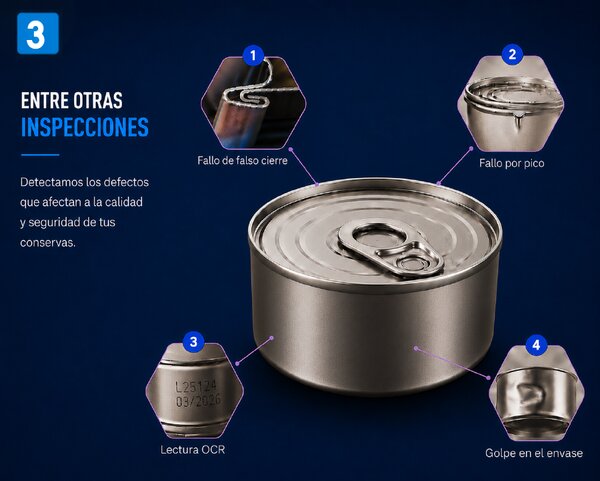 3
ENTRE OTRAS
INSPECCIONES
Detectamos los defectos
que afectan a la calidad
y seguridad de tus
conservas.
1
Fallo de falso cierre
2
Fallo por pico
3
L25124
03/2026
Lectura OCR
4
Golpe en el envase